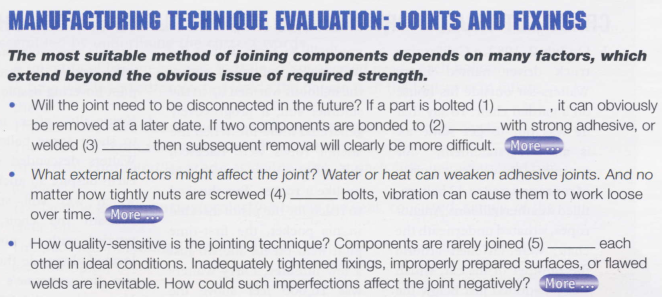 MANUFACTURING TECHNIQUE EVALUATION: JOINTS AND FIXINGS
The most suitable method of joining components depends on many factors, which
extend beyond the obvious issue of required strength.
• Will the joint need to be disconnected in the future? If a part is bolted (1) ______ , it can obviously
be removed at a later date. If two components are bonded to (2) ______ with strong adhesive, or
welded (3) ______ then subsequent removal will clearly be more difficult. More ...
• What external factors might affect the joint? Water or heat can weaken adhesive joints. And no
matter how tightly nuts are screwed (4) ______ bolts, vibration can cause them to work loose
over time. More ...
• How quality-sensitive is the jointing technique? Components are rarely joined (5) ______ each
other in ideal conditions. Inadequately tightened fixings, improperly prepared surfaces, or flawed
welds are inevitable. How could such imperfections affect the joint negatively? More ...